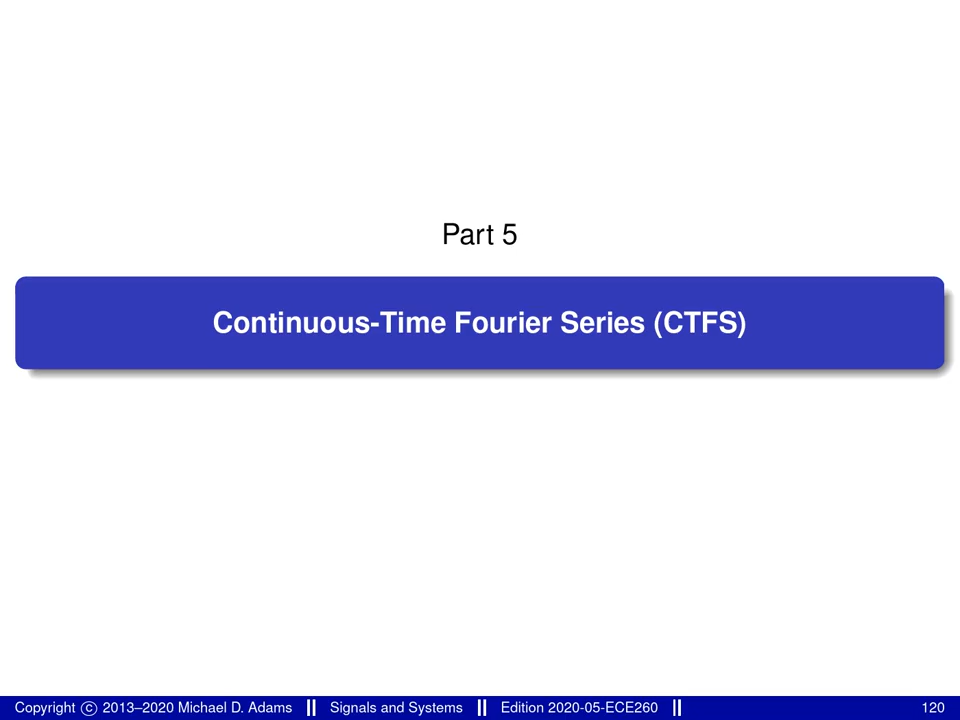 Part 5
Continuous-Time Fourier Series (CTFS)
Copyright © 2013–2020 Michael D. Adams Signals and Systems Edition 2020-05-ECE260 120